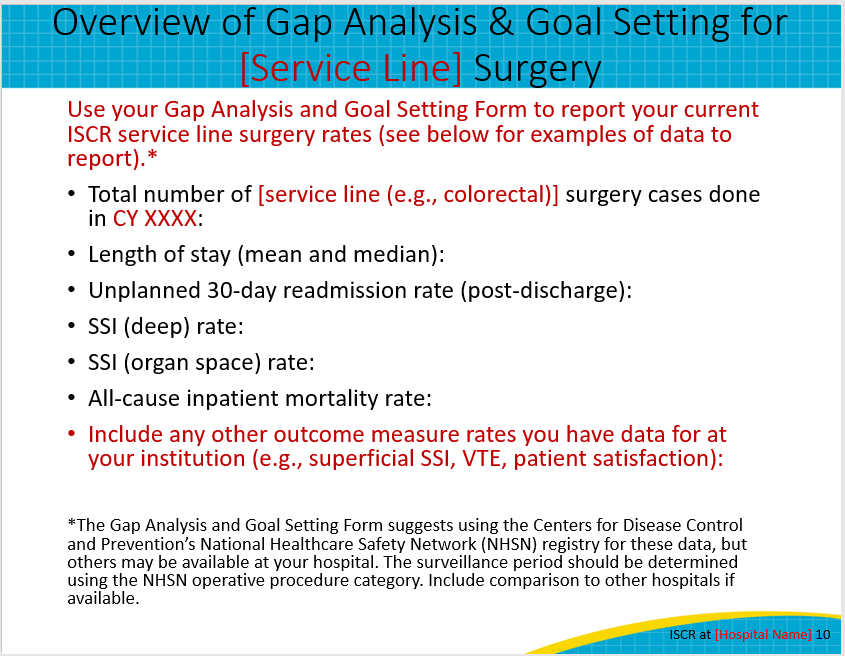 Overview of Gap Analysis & Goal Setting for
[Service Line] Surgery
Use your Gap Analysis and Goal Setting Form to report your current
ISCR service line surgery rates (see below for examples of data to
report).*
• Total number of [service line (e.g., colorectal)] surgery cases done
in CY XXXX:
• Length of stay (mean and median):
• Unplanned 30-day readmission rate (post-discharge):
• SSI (deep) rate:
• SSI (organ space) rate:
• All-cause inpatient mortality rate:
• Include any other outcome measure rates you have data for at
your institution (e.g., superficial SSI, VTE, patient satisfaction):
*The Gap Analysis and Goal Setting Form suggests using the Centers for Disease Control
and Prevention’s National Healthcare Safety Network (NHSN) registry for these data, but
others may be available at your hospital. The surveillance period should be determined
using the NHSN operative procedure category. Include comparison to other hospitals if
available.
ISCR at [Hospital Name] 10